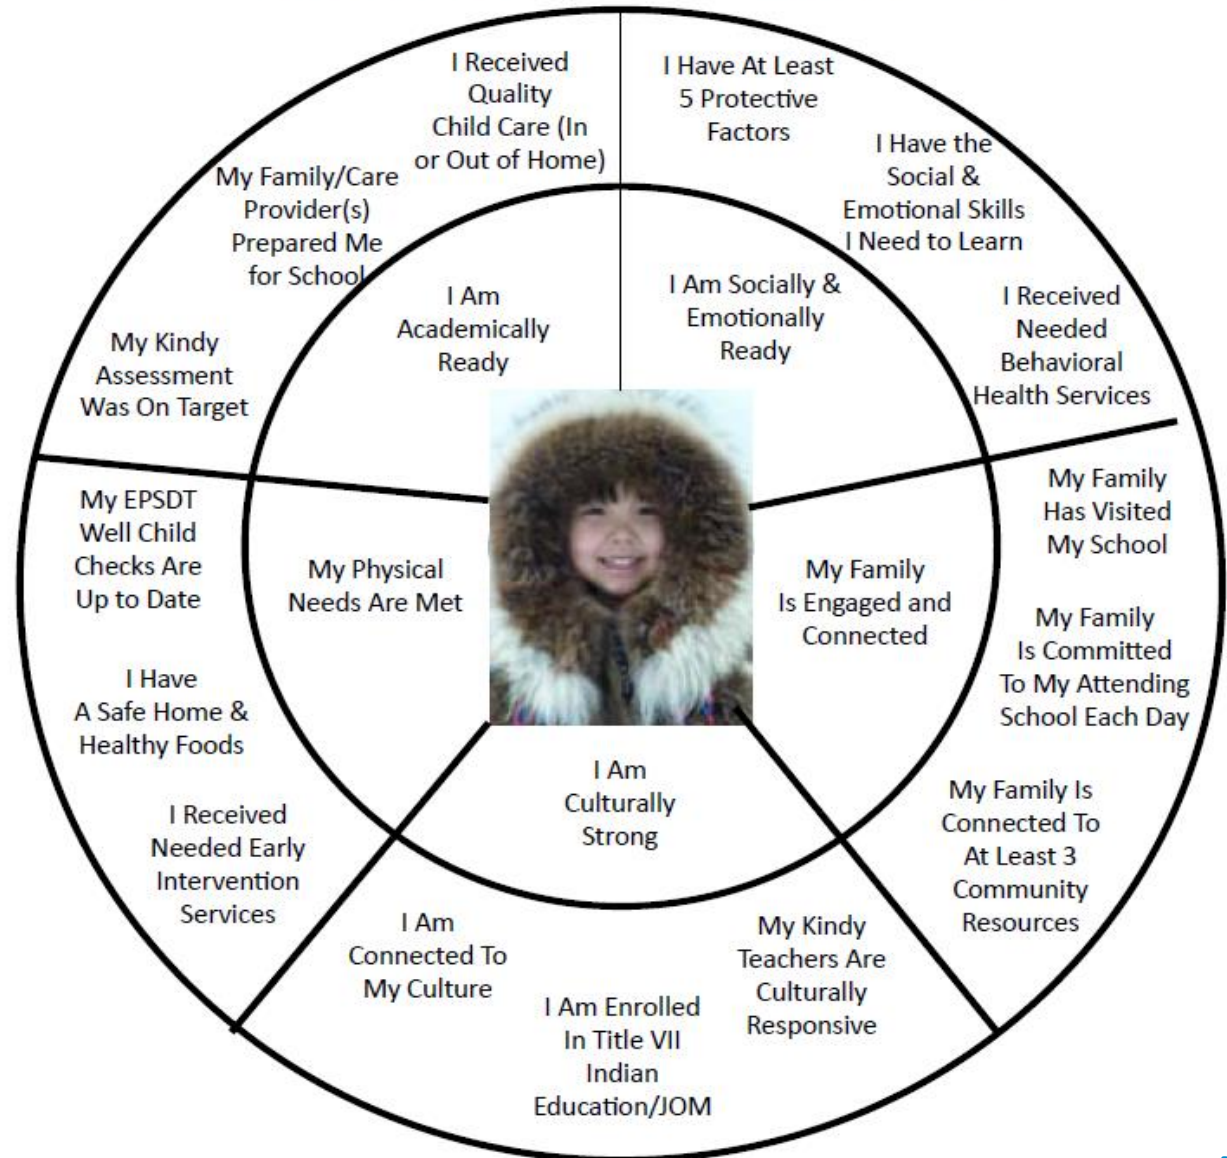 I Received
Quality
Child Care (In
or Out of Home)
My Family/Care
Provider(s)
Prepared Me
for School
My Kindy
Assessment
Was On Target
I Am
Academically
Ready
I Have At Least
5 Protective
Factors
I Have the
Social &
Emotional Skills
I Need to Learn
I Received
Needed
Behavioral
Health Services
I Am Socially &
Emotionally
Ready
My EPSDT
Well Child
Checks Are
Up to Date
I Have
A Safe Home &
Healthy Foods
I Received
Needed Early
Intervention
Services
My Physical
Needs Are Met
My Family
Is Engaged and
Connected
My Family
Has Visited
My School
My Family
Is Committed
To My Attending
School Each Day
My Family Is
Connected To
At Least 3
Community
Resources
I Am
Culturally
Strong
I Am
Connected To
My Culture
I Am Enrolled
In Title VII
Indian
Education/JOM
My Kindy
Teachers Are
Culturally
Responsive